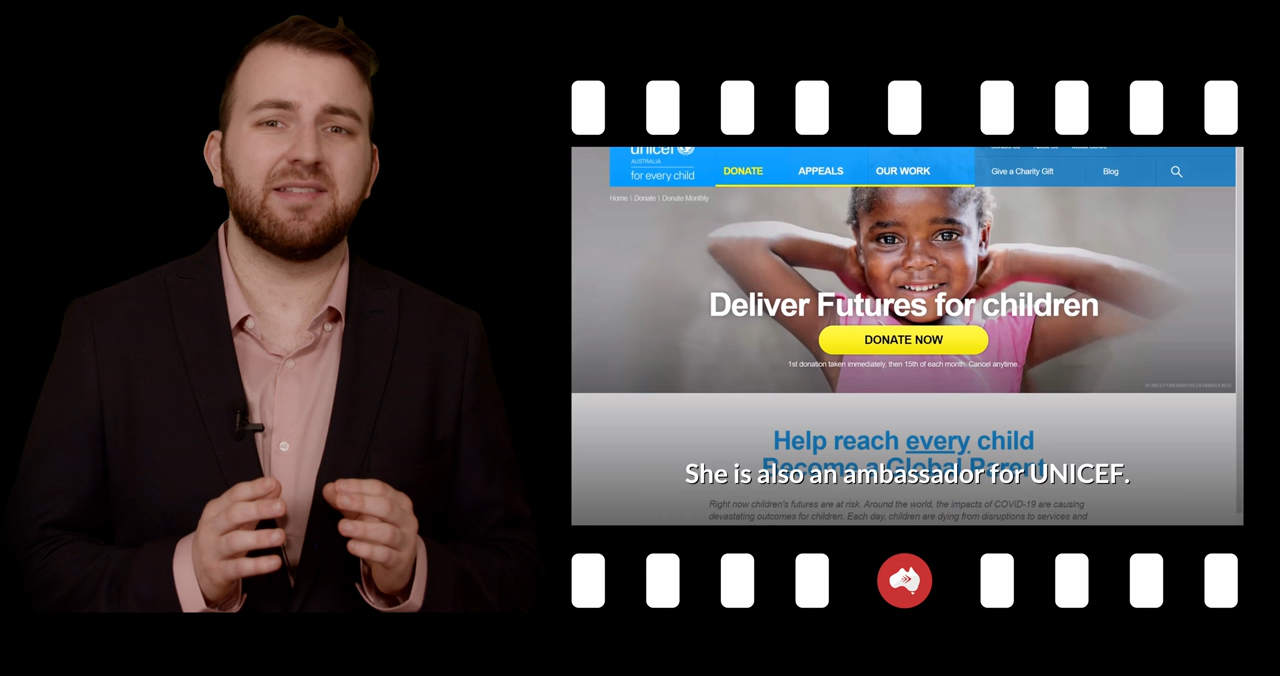 unicef
AUSTRALIA
for every child
DONATE
APPEALS
OUR WORK
Give a Charity Gift
Blog
Home \ Donate \ Donate Monthly
Deliver Futures for children
DONATE NOW
1st donation taken immediately, then 15th of each month. Cancel anytime.
Help reach every child
Become a Global Parent
She is also an ambassador for UNICEF.
Right now children's futures are at risk. Around the world, the impacts of COVID-19 are causing
devastating outcomes for children. Each day, children are dying from disruptions to services and